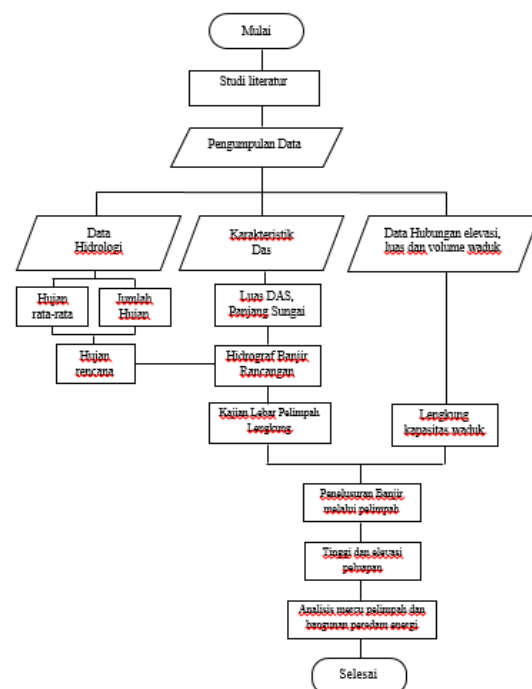 Mulai
Studi literatur
Pengumpulan Data
Data
Hidrologi
Karakteristik
Das
Data Hubungan elevasi,
luas dan volume waduk
Hujan
rata-rata
Jumlah
Hujan
Luas DAS,
Panjang Sungai
Hujan
rencana
Hidrograf Banjir
Rancangan
Kajian Lebar Pelimpah
Lengkung
Lengkung
kapasitas waduk
Penelusuran Banjir
melalui pelimpah
Tinggi dan elevasi
peluapan
Analisis mercu pelimpah dan
bangunan peredam energi
Selesai